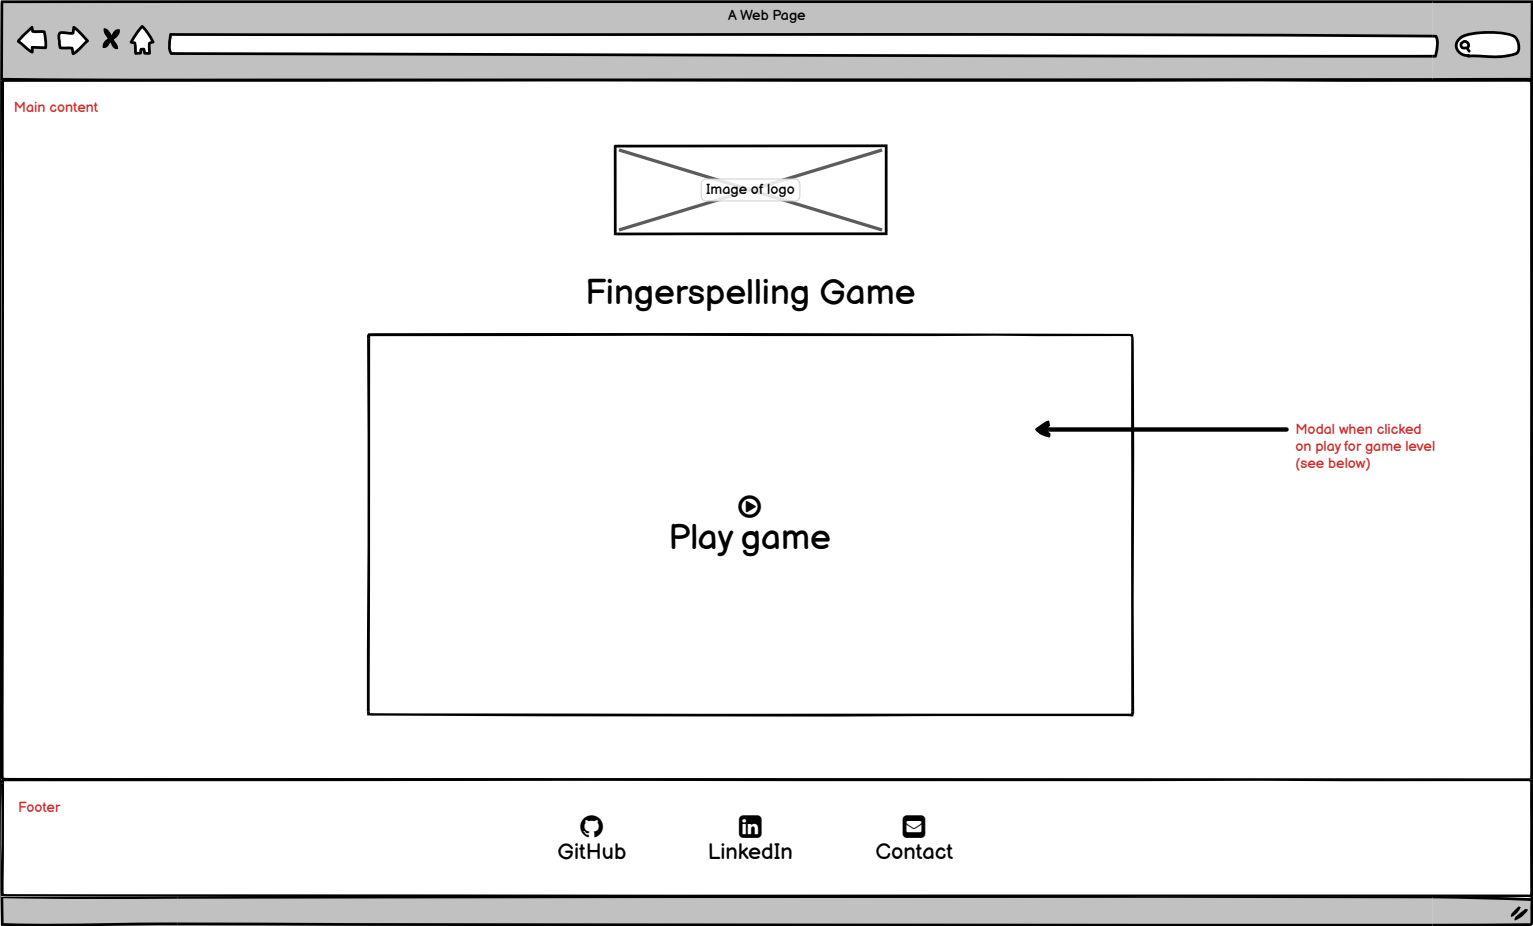 A Web Page
Main content
Image of logo
Fingerspelling Game
Modal when clicked
on play for game level
(see below)
Play game
Footer
GitHub
in
LinkedIn
Contact